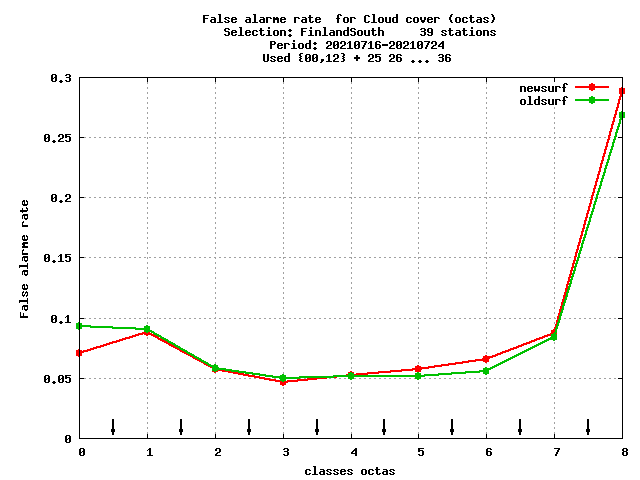 False alarme rate  for Cloud cover (octas)
Selection: FinlandSouth     39 stations
Period: 20210716-20210724
Used {00,12} + 25 26 ... 36
newsurf
oldsurf
0.3
0.25
0.2
0.15
0.1
0.05
0
False alarme rate
0 1 2 3 4 5 6 7 8
classes octas